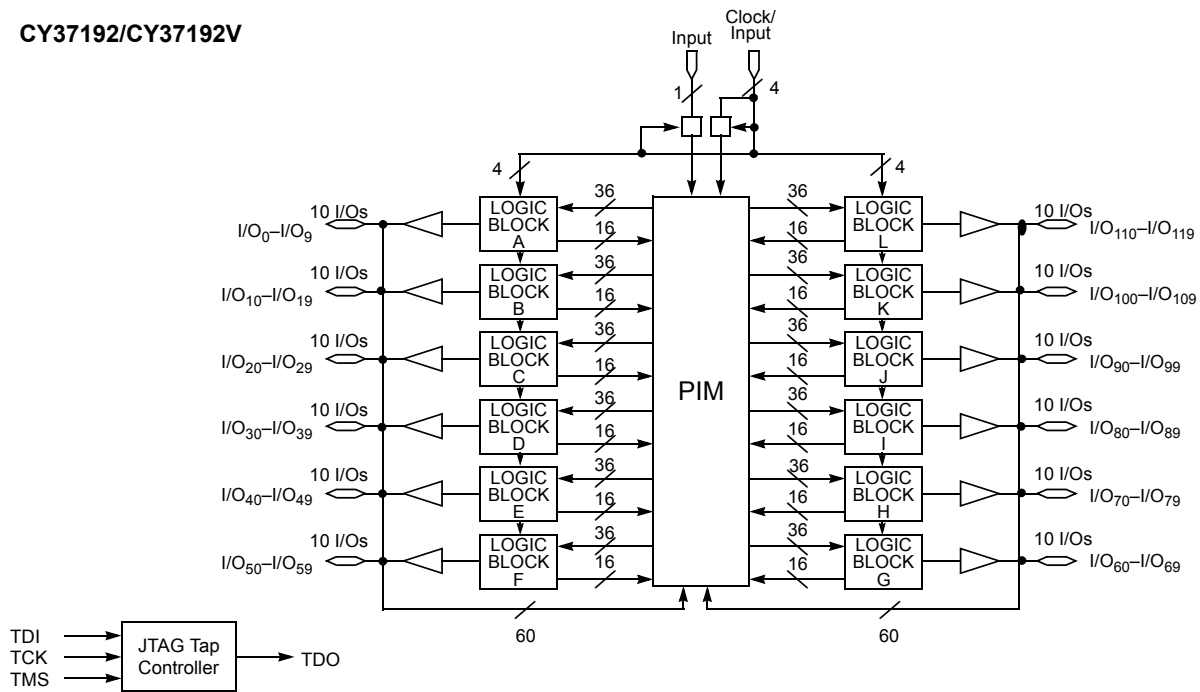 CY37192/CY37192V
Clock/
Input
Input
1
4
4
4
10 I/Os
I/O0–I/O9
LOGIC
BLOCK
A
36
16
36
16
LOGIC
BLOCK
L
10 I/Os
I/O110–I/O119
10 I/Os
I/O10–I/O19
LOGIC
BLOCK
B
36
16
36
16
LOGIC
BLOCK
K
10 I/Os
I/O100–I/O109
10 I/Os
I/O20–I/O29
LOGIC
BLOCK
C
36
16
PIM
36
16
LOGIC
BLOCK
J
10 I/Os
I/O90–I/O99
10 I/Os
I/O30–I/O39
LOGIC
BLOCK
D
36
16
36
16
LOGIC
BLOCK
I
10 I/Os
I/O80–I/O89
10 I/Os
I/O40–I/O49
LOGIC
BLOCK
E
36
16
36
16
LOGIC
BLOCK
H
10 I/Os
I/O70–I/O79
10 I/Os
I/O50–I/O59
LOGIC
BLOCK
F
36
16
36
16
LOGIC
BLOCK
G
10 I/Os
I/O60–I/O69
60
60
TDI
TCK
TMS
JTAG Tap
Controller
TDO